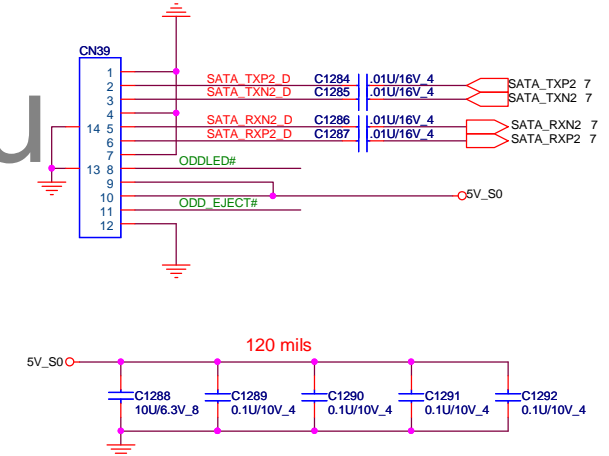 CN39
1
2 SATA_TXP2_D C1284 .01U/16V_4 SATA_TXP2 7
3 SATA_TXN2_D C1285 .01U/16V_4 SATA_TXN2 7
4
14 5 SATA_RXN2_D C1286 .01U/16V_4 SATA_RXN2 7
6 SATA_RXP2_D C1287 .01U/16V_4 SATA_RXP2 7
7
13 8 ODDLED#
9
10 5V_S0
11 ODD_EJECT#
12
u
120 mils
5V_S0
C1288 C1289 C1290 C1291 C1292
10U/6.3V_8 0.1U/10V_4 0.1U/10V_4 0.1U/10V_4 0.1U/10V_4